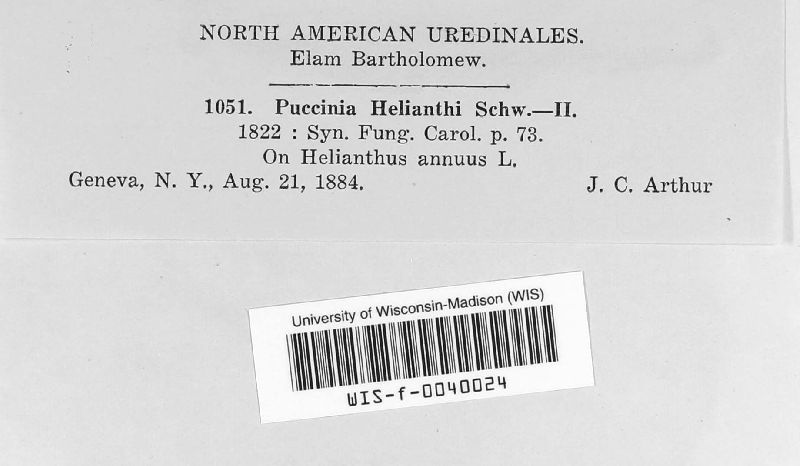 NORTH AMERICAN UREDINALES.
Elam Bartholomew.
1051. Puccinia Helianthi Schw.—II.
1822 : Syn. Fung. Carol. p. 73.
On Helianthus annuus L.
Geneva, N. Y., Aug. 21, 1884. J. C. Arthur
University of Wisconsin-Madison (WIS)
WIS-f-0040024